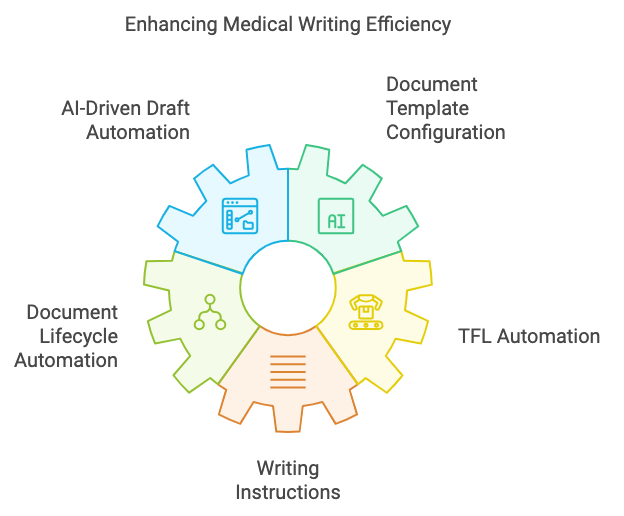 Enhancing Medical Writing Efficiency
Document
Template
Configuration
AI-Driven Draft
Automation
AI
Document
Lifecycle
Automation
TFL Automation
Writing
Instructions